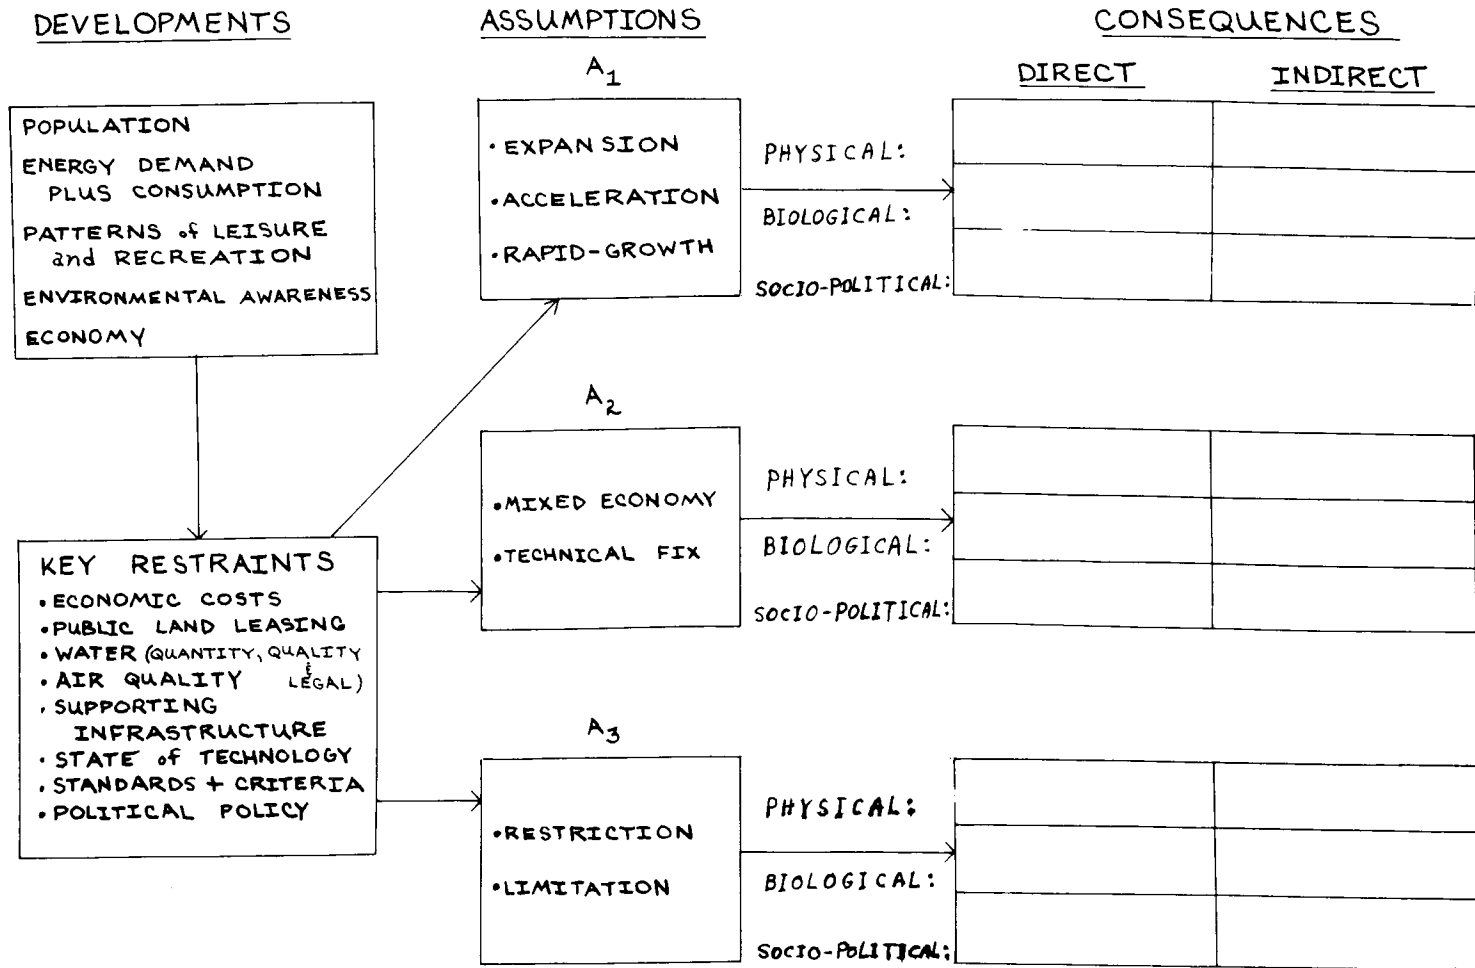 DEVELOPMENTS
ASSUMPTIONS
CONSEQUENCES
DIRECT
INDIRECT
POPULATION
ENERGY DEMAND
PLUS CONSUMPTION
PATTERNS of LEISURE
and RECREATION
ENVIRONMENTAL AWARENESS
ECONOMY
KEY RESTRAINTS
• ECONOMIC COSTS
• PUBLIC LAND LEASING
• WATER (QUANTITY, QUALITY
&
• AIR QUALITY LEGAL)
• SUPPORTING
INFRASTRUCTURE
• STATE of TECHNOLOGY
• STANDARDS + CRITERIA
• POLITICAL POLICY
A1
• EXPANSION
• ACCELERATION
• RAPID-GROWTH
PHYSICAL:
BIOLOGICAL:
SOCIO-POLITICAL:
A2
• MIXED ECONOMY
• TECHNICAL FIX
PHYSICAL:
BIOLOGICAL:
SOCIO-POLITICAL:
A3
• RESTRICTION
• LIMITATION
PHYSICAL:
BIOLOGICAL:
SOCIO-POLITICAL: